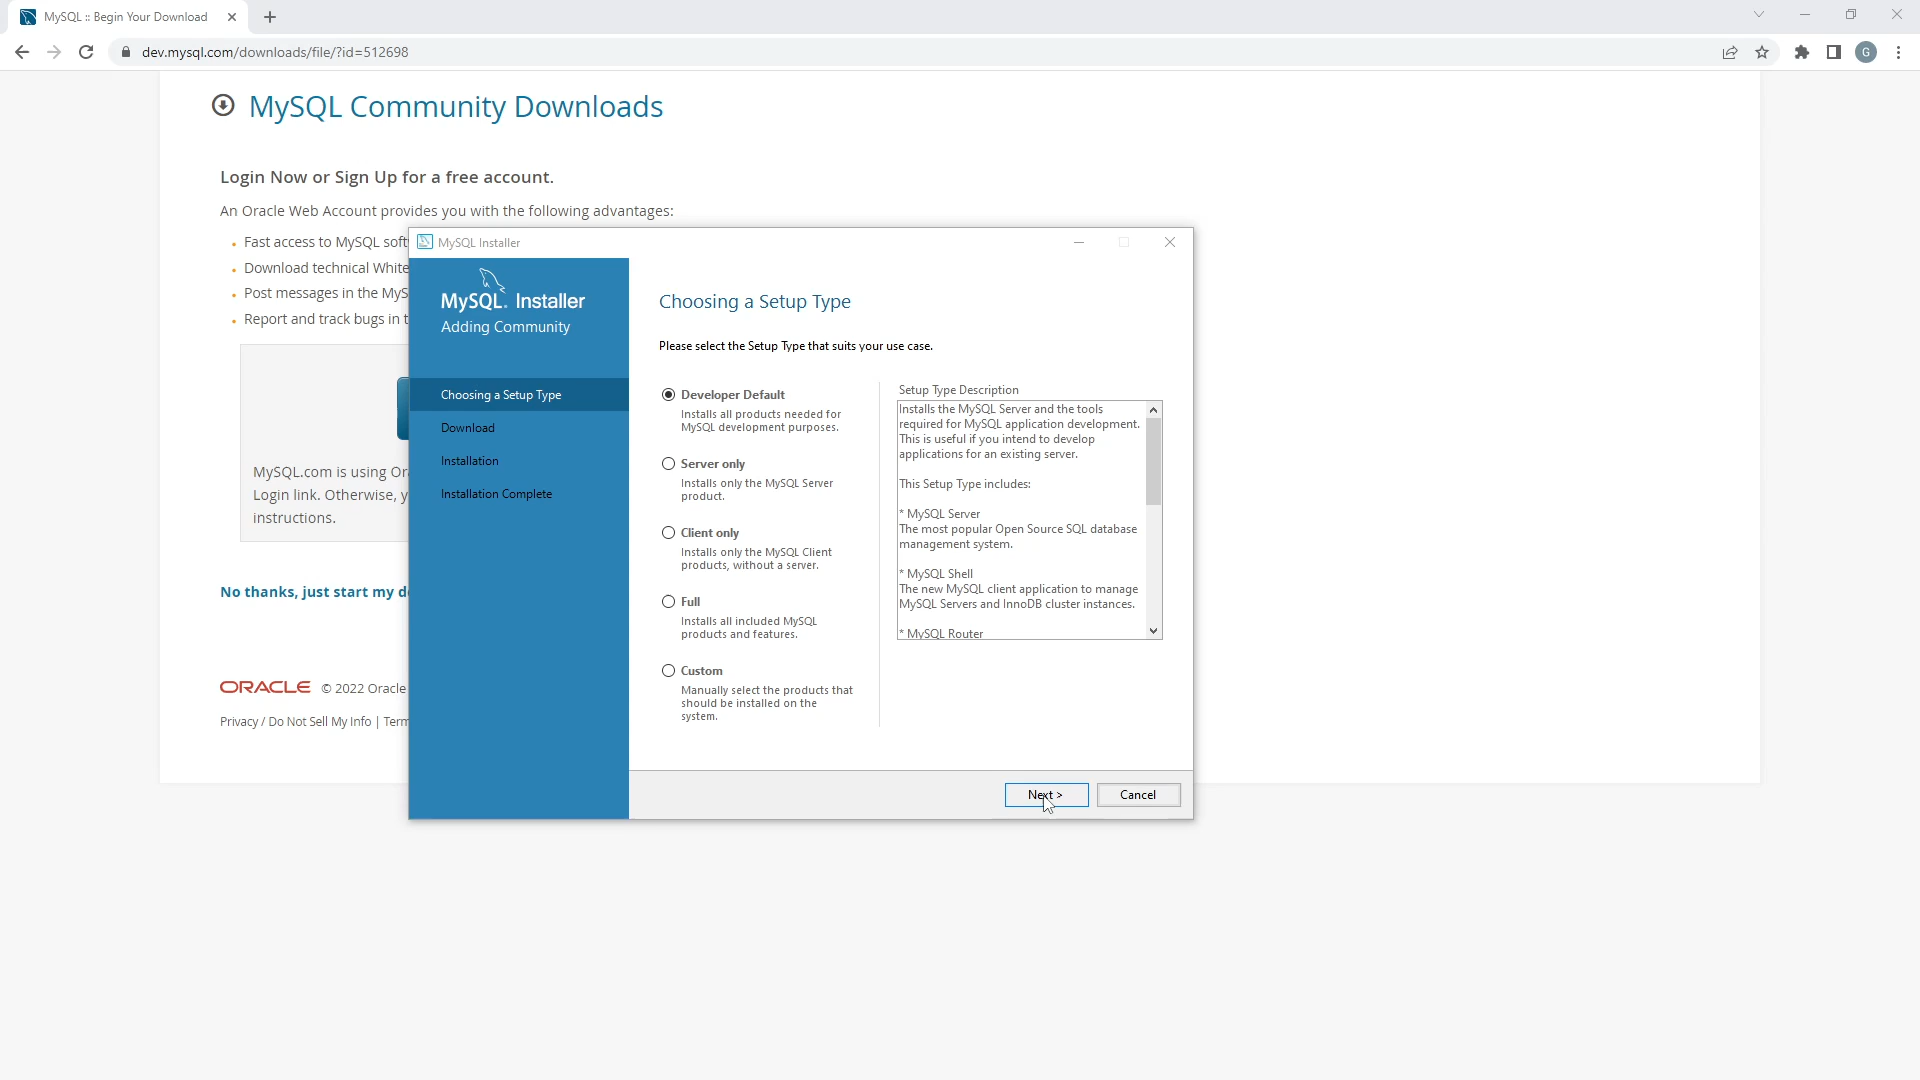 MySQL :: Begin Your Download
dev.mysql.com/downloads/file/?id=512698
G
MySQL Community Downloads
Login Now or Sign Up for a free account.
An Oracle Web Account provides you with the following advantages:
Fast access to MySQL soft
Download technical White
Post messages in the MyS
Report and track bugs in t
MySQL.com is using Ora
Login link. Otherwise, y
instructions.
No thanks, just start my do
ORACLE © 2022 Oracle
Privacy / Do Not Sell My Info | Term
MySQL Installer
MySQL. Installer
Adding Community
Choosing a Setup Type
Download
Installation
Installation Complete
Choosing a Setup Type
Please select the Setup Type that suits your use case.
Developer Default
Installs all products needed for
MySQL development purposes.
Server only
Installs only the MySQL Server
product.
Client only
Installs only the MySQL Client
products, without a server.
Full
Installs all included MySQL
products and features.
Custom
Manually select the products that
should be installed on the
system.
Setup Type Description
Installs the MySQL Server and the tools
required for MySQL application development.
This is useful if you intend to develop
applications for an existing server.
This Setup Type includes:
* MySQL Server
The most popular Open Source SQL database
management system.
* MySQL Shell
The new MySQL client application to manage
MySQL Servers and InnoDB cluster instances.
* MySQL Router
Next >
Cancel